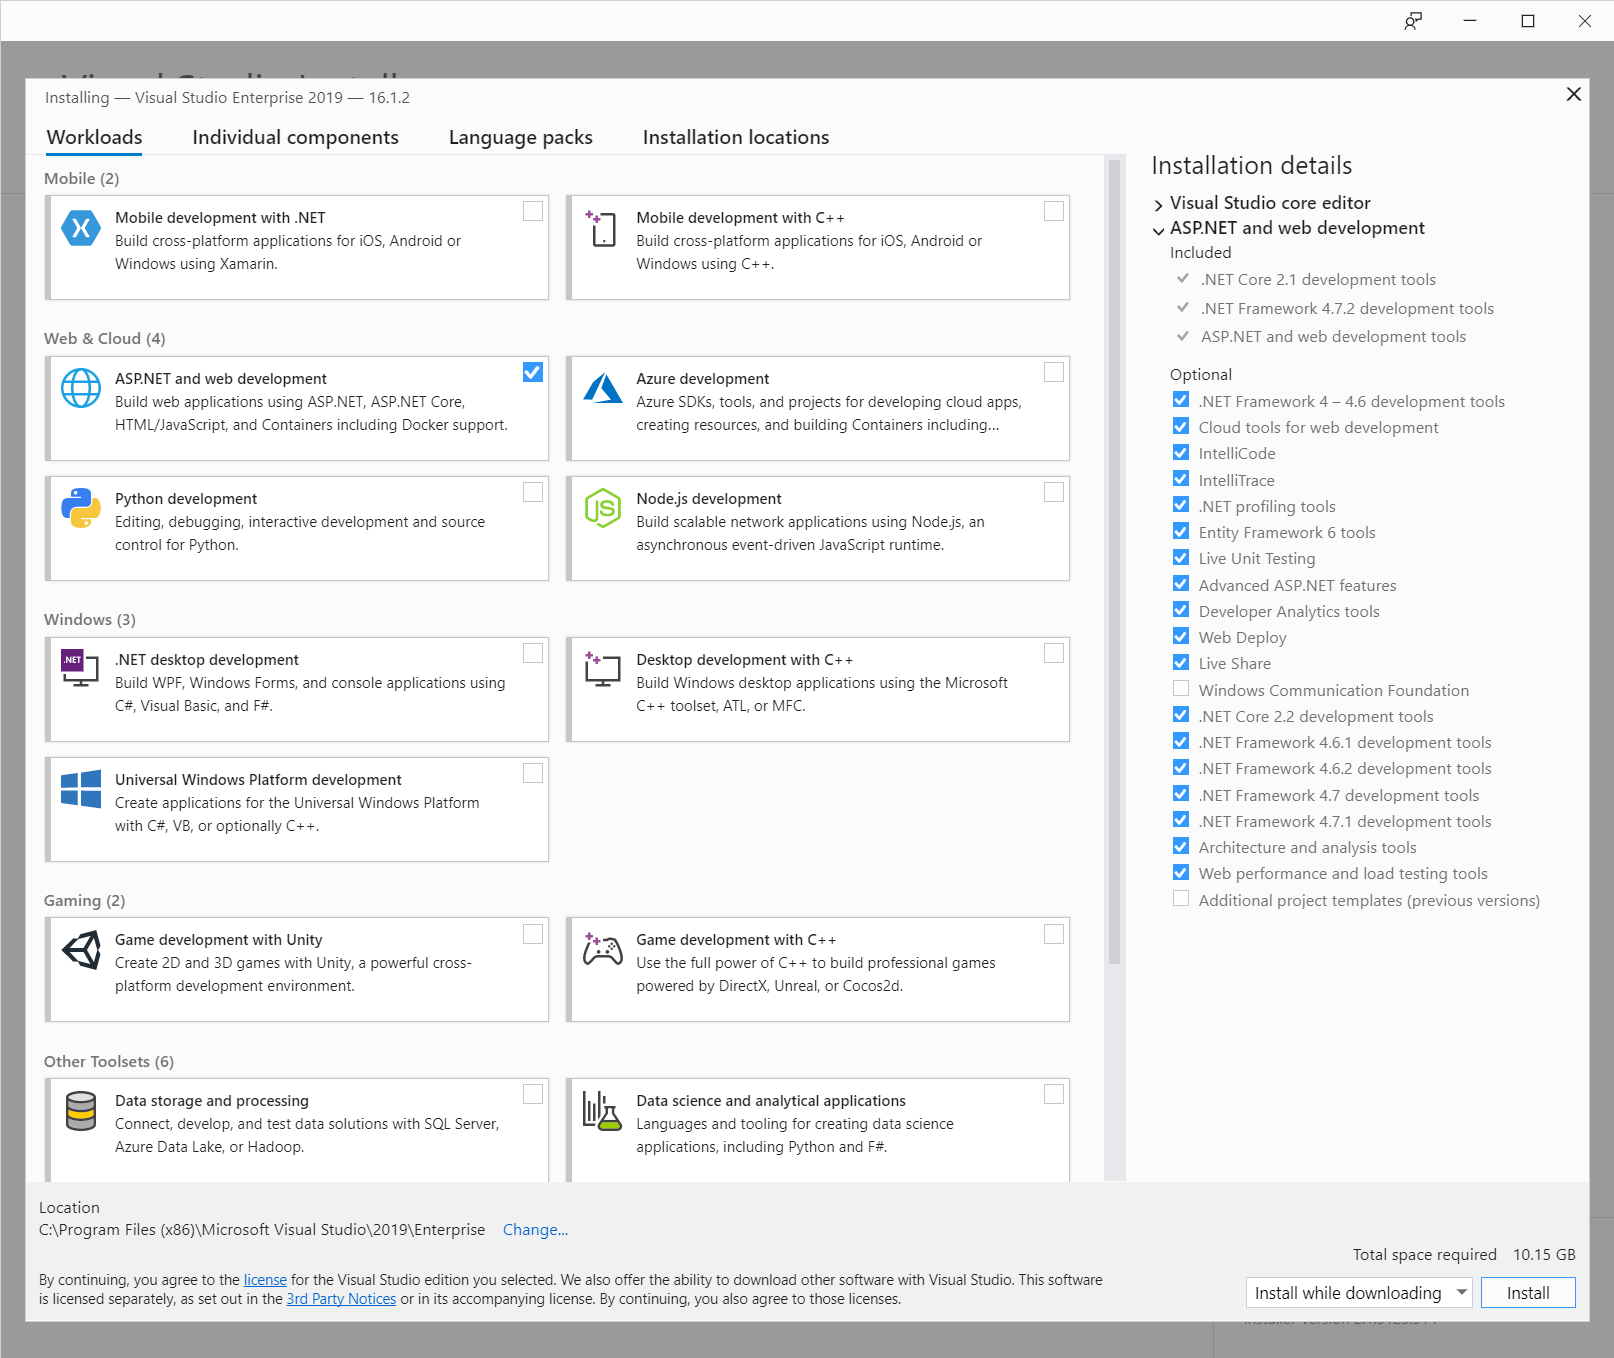 Installing — Visual Studio Enterprise 2019 — 16.1.2
Workloads
Individual components
Language packs
Installation locations
Mobile (2)
Mobile development with .NET
Build cross-platform applications for iOS, Android or
Windows using Xamarin.
Mobile development with C++
Build cross-platform applications for iOS, Android or
Windows using C++.
Web & Cloud (4)
ASP.NET and web development
Build web applications using ASP.NET, ASP.NET Core,
HTML/JavaScript, and Containers including Docker support.
Azure development
Azure SDKs, tools, and projects for developing cloud apps,
creating resources, and building Containers including...
Python development
Editing, debugging, interactive development and source
control for Python.
JS
Node.js development
Build scalable network applications using Node.js, an
asynchronous event-driven JavaScript runtime.
Windows (3)
.NET
.NET desktop development
Build WPF, Windows Forms, and console applications using
C#, Visual Basic, and F#.
Desktop development with C++
Build Windows desktop applications using the Microsoft
C++ toolset, ATL, or MFC.
Universal Windows Platform development
Create applications for the Universal Windows Platform
with C#, VB, or optionally C++.
Gaming (2)
Game development with Unity
Create 2D and 3D games with Unity, a powerful cross-
platform development environment.
Game development with C++
Use the full power of C++ to build professional games
powered by DirectX, Unreal, or Cocos2d.
Other Toolsets (6)
Data storage and processing
Connect, develop, and test data solutions with SQL Server,
Azure Data Lake, or Hadoop.
Data science and analytical applications
Languages and tooling for creating data science
applications, including Python and F#.
Installation details
Visual Studio core editor
ASP.NET and web development
Included
.NET Core 2.1 development tools
.NET Framework 4.7.2 development tools
ASP.NET and web development tools
Optional
.NET Framework 4 – 4.6 development tools
Cloud tools for web development
IntelliCode
IntelliTrace
.NET profiling tools
Entity Framework 6 tools
Live Unit Testing
Advanced ASP.NET features
Developer Analytics tools
Web Deploy
Live Share
Windows Communication Foundation
.NET Core 2.2 development tools
.NET Framework 4.6.1 development tools
.NET Framework 4.6.2 development tools
.NET Framework 4.7 development tools
.NET Framework 4.7.1 development tools
Architecture and analysis tools
Web performance and load testing tools
Additional project templates (previous versions)
Location
C:\Program Files (x86)\Microsoft Visual Studio\2019\Enterprise Change...
Total space required 10.15 GB
By continuing, you agree to the license for the Visual Studio edition you selected. We also offer the ability to download other software with Visual Studio. This software
is licensed separately, as set out in the 3rd Party Notices or in its accompanying license. By continuing, you also agree to those licenses.
Install while downloading
Install